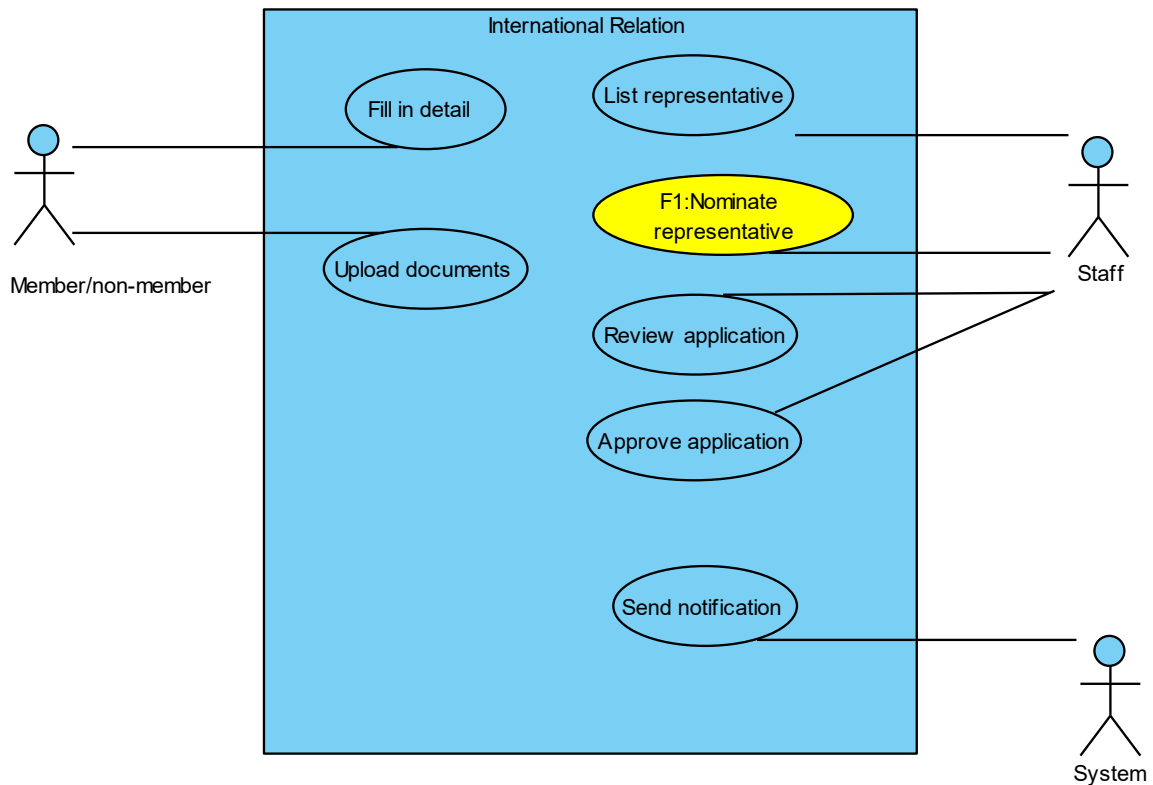 International Relation
Fill in detail
List representative
F1:Nominate
representative
Upload documents
Member/non-member
Staff
Review application
Approve application
Send notification
System